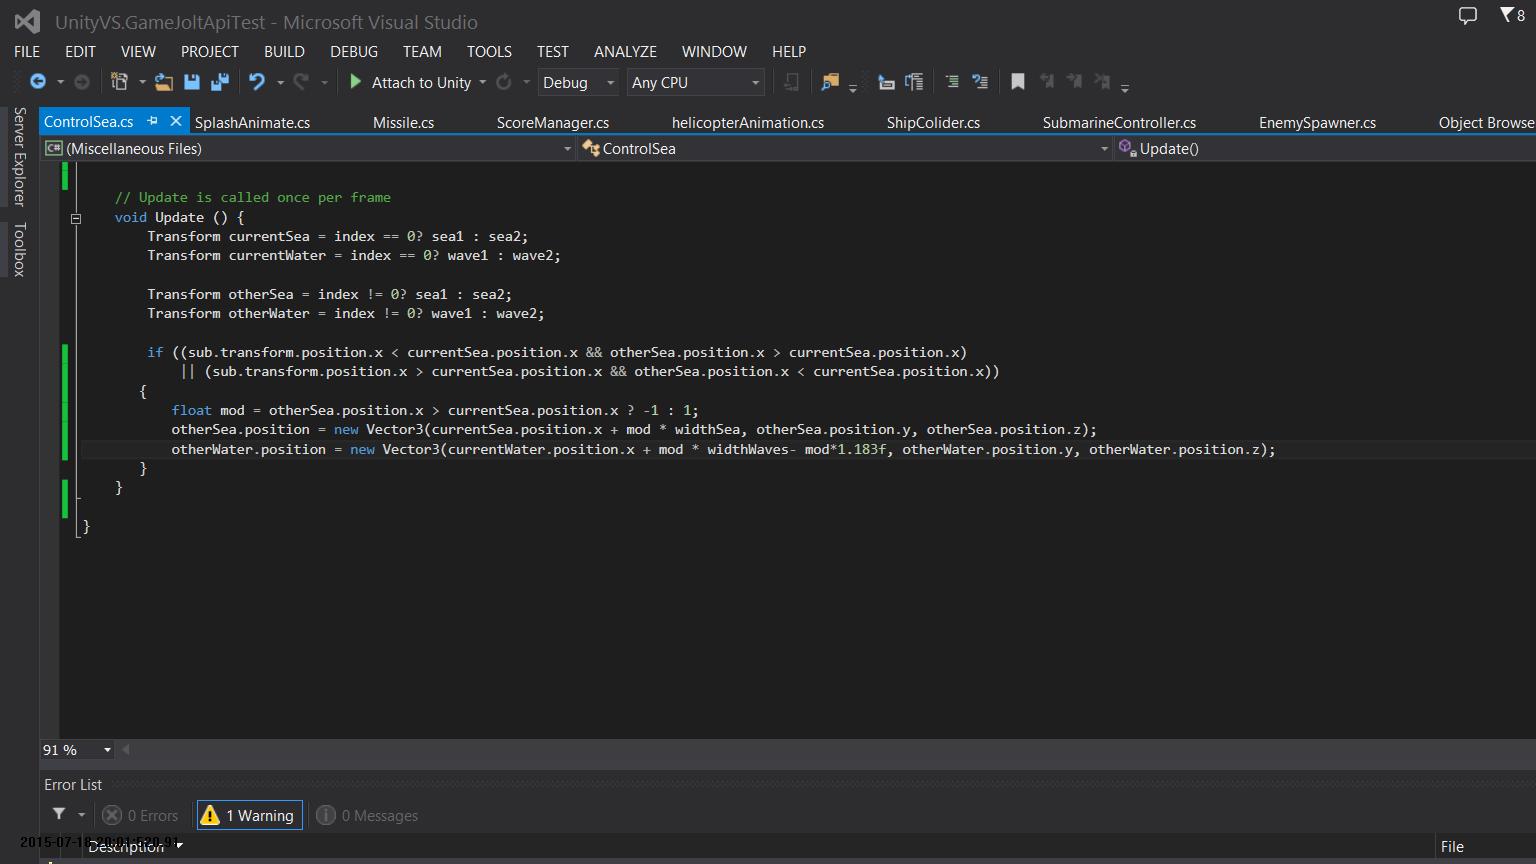 UnityVS.GameJoltApiTest - Microsoft Visual Studio
8
FILE EDIT VIEW PROJECT BUILD DEBUG TEAM TOOLS TEST ANALYZE WINDOW HELP
Attach to Unity Debug Any CPU
Server Explorer
Toolbox
ControlSea.cs SplashAnimate.cs Missile.cs ScoreManager.cs helicopterAnimation.cs ShipColider.cs SubmarineController.cs EnemySpawner.cs Object Browse
C# (Miscellaneous Files) ControlSea Update()
// Update is called once per frame
void Update () {
Transform currentSea = index == 0? sea1 : sea2;
Transform currentWater = index == 0? wave1 : wave2;
Transform otherSea = index != 0? sea1 : sea2;
Transform otherWater = index != 0? wave1 : wave2;
if ((sub.transform.position.x < currentSea.position.x && otherSea.position.x > currentSea.position.x)
|| (sub.transform.position.x > currentSea.position.x && otherSea.position.x < currentSea.position.x))
{
float mod = otherSea.position.x > currentSea.position.x ? -1 : 1;
otherSea.position = new Vector3(currentSea.position.x + mod * widthSea, otherSea.position.y, otherSea.position.z);
otherWater.position = new Vector3(currentWater.position.x + mod * widthWaves- mod*1.183f, otherWater.position.y, otherWater.position.z);
}
}
}
91 %
Error List
0 Errors 1 Warning 0 Messages
Description File